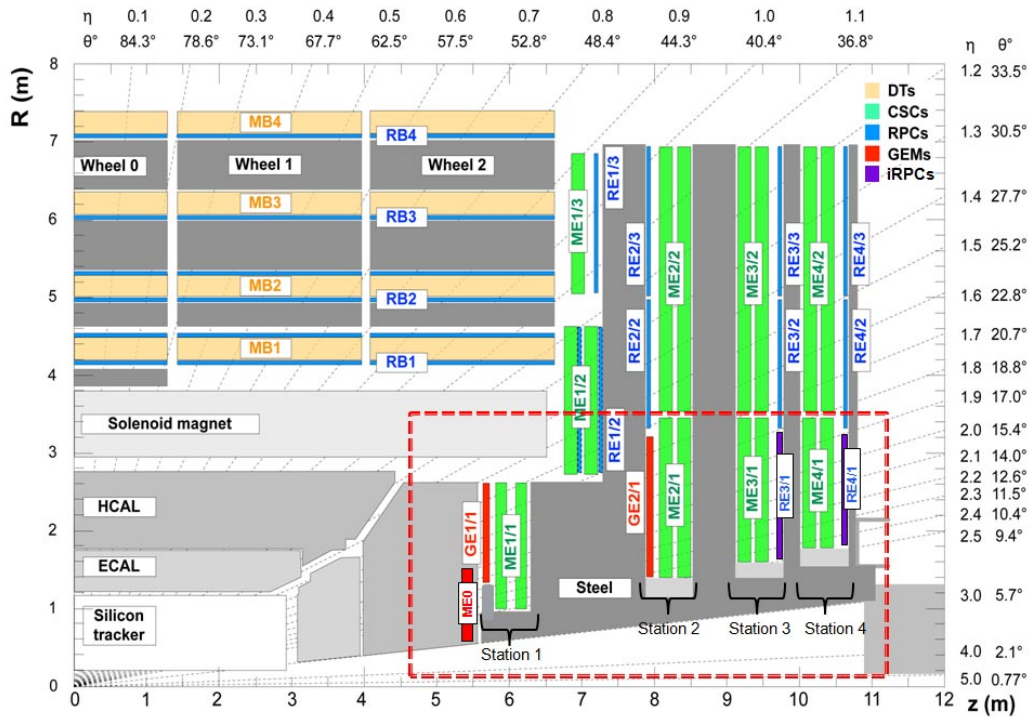 η 0.1 0.2 0.3 0.4 0.5 0.6 0.7 0.8 0.9 1.0 1.1
θ° 84.3° 78.6° 73.1° 67.7° 62.5° 57.5° 52.8° 48.4° 44.3° 40.4° 36.8° η θ°
R (m)
8
7
6
5
4
3
2
1
0
1.2 33.5°
1.3 30.5°
1.4 27.7°
1.5 25.2°
1.6 22.8°
1.7 20.7°
1.8 18.8°
1.9 17.0°
2.0 15.4°
2.1 14.0°
2.2 12.6°
2.3 11.5°
2.4 10.4°
2.5 9.4°
3.0 5.7°
4.0 2.1°
5.0 0.77°
DTs
CSCs
RPCs
GEMs
iRPCs
MB4
RB4
Wheel 0 Wheel 1 Wheel 2
MB3
RB3
MB2
RB2
MB1
RB1
Solenoid magnet
HCAL
ECAL
Silicon
tracker
Steel
ME1/3
RE1/3
ME1/2
RE1/2
RE2/3
RE2/2
ME2/2
ME3/2
RE3/3
RE3/2
ME4/2
RE4/3
RE4/2
GE1/1
ME1/1
ME0
GE2/1
ME2/1
ME3/1
RE3/1
ME4/1
RE4/1
Station 1
Station 2
Station 3
Station 4
0 1 2 3 4 5 6 7 8 9 10 11 12
z (m)